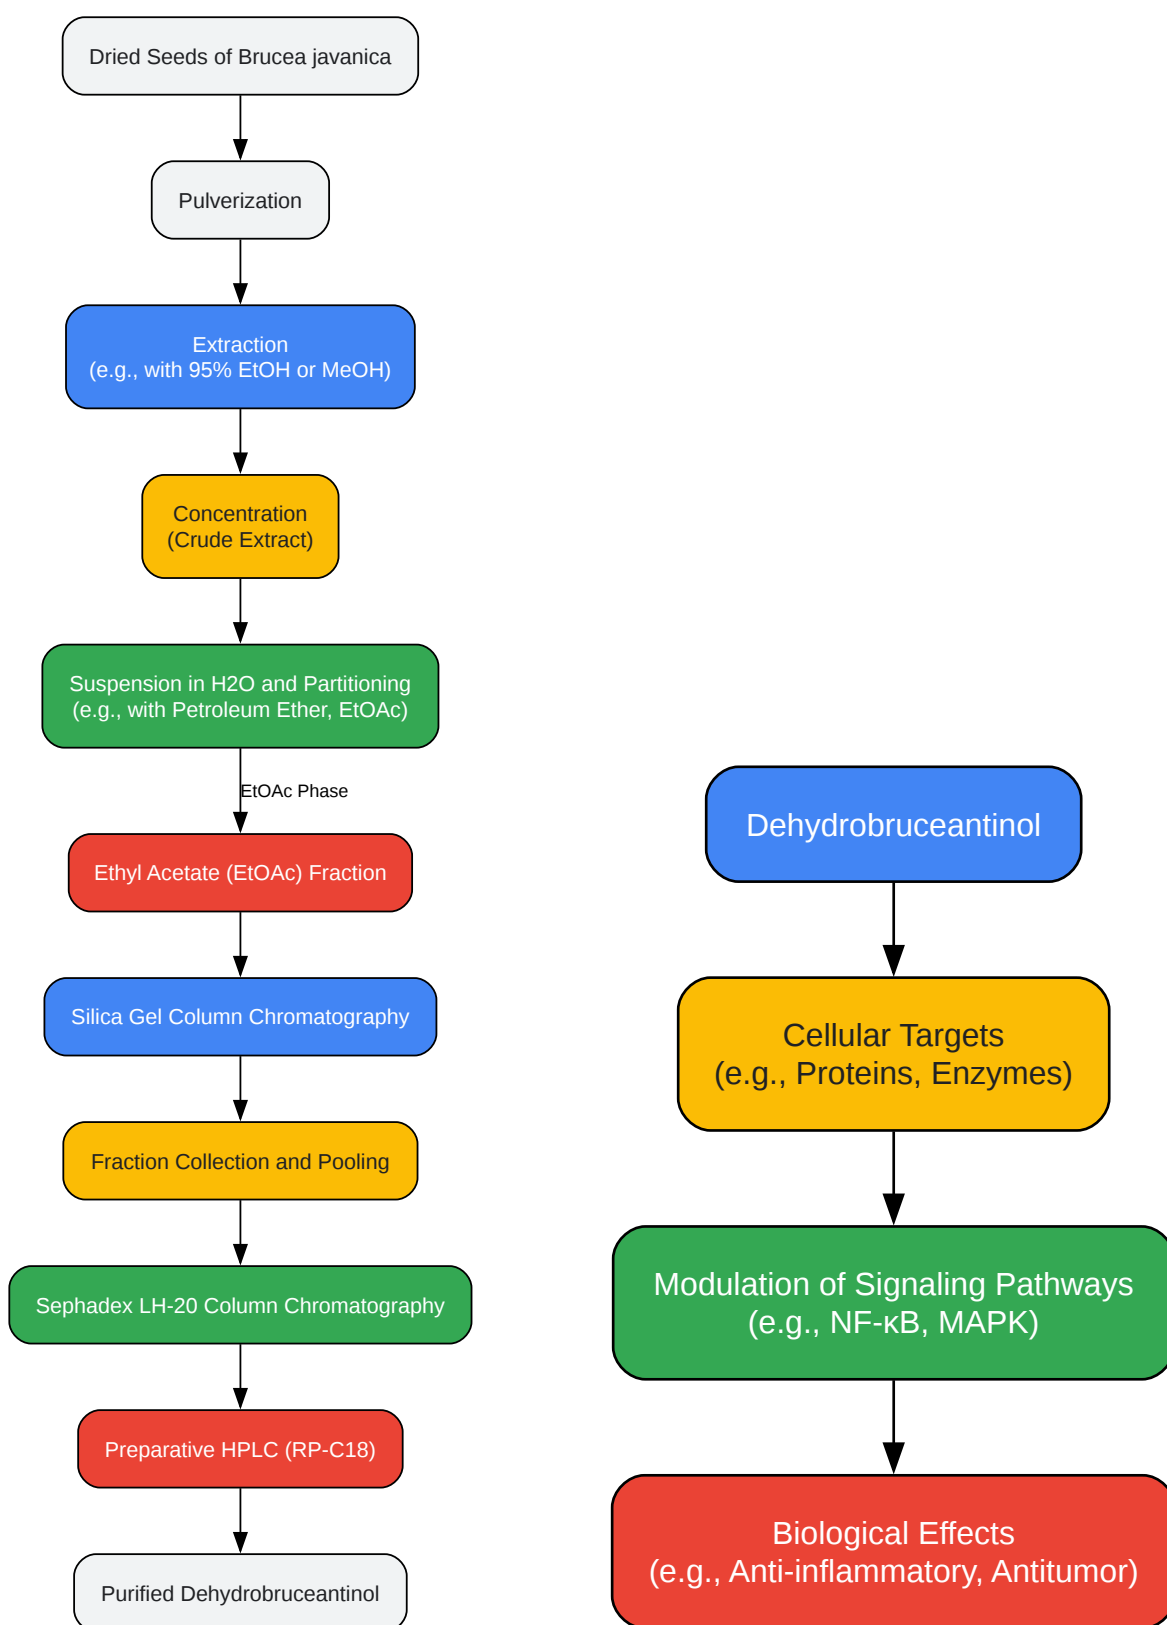 Dried Seeds of Brucea javanica
Pulverization
Extraction
(e.g., with 95% EtOH or MeOH)
Concentration
(Crude Extract)
Suspension in H2O and Partitioning
(e.g., with Petroleum Ether, EtOAc)
EtOAc Phase
Ethyl Acetate (EtOAc) Fraction
Silica Gel Column Chromatography
Fraction Collection and Pooling
Sephadex LH-20 Column Chromatography
Preparative HPLC (RP-C18)
Purified Dehydrobruceantinol
Dehydrobruceantinol
Cellular Targets
(e.g., Proteins, Enzymes)
Modulation of Signaling Pathways
(e.g., NF-κB, MAPK)
Biological Effects
(e.g., Anti-inflammatory, Antitumor)